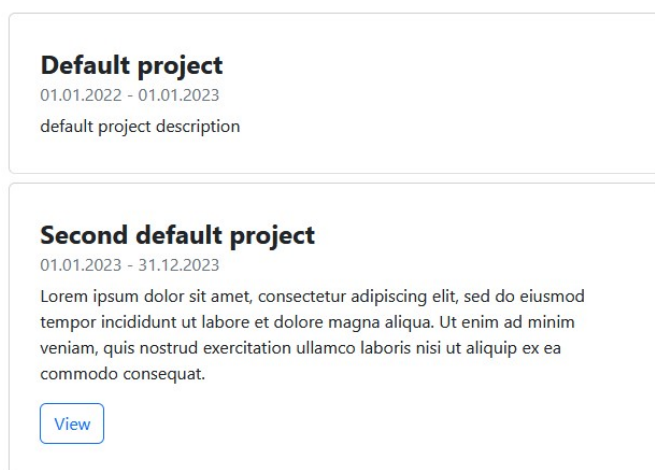 Default project
01.01.2022 - 01.01.2023
default project description
Second default project
01.01.2023 - 31.12.2023
Lorem ipsum dolor sit amet, consectetur adipiscing elit, sed do eiusmod
tempor incididunt ut labore et dolore magna aliqua. Ut enim ad minim
veniam, quis nostrud exercitation ullamco laboris nisi ut aliquip ex ea
commodo consequat.
View